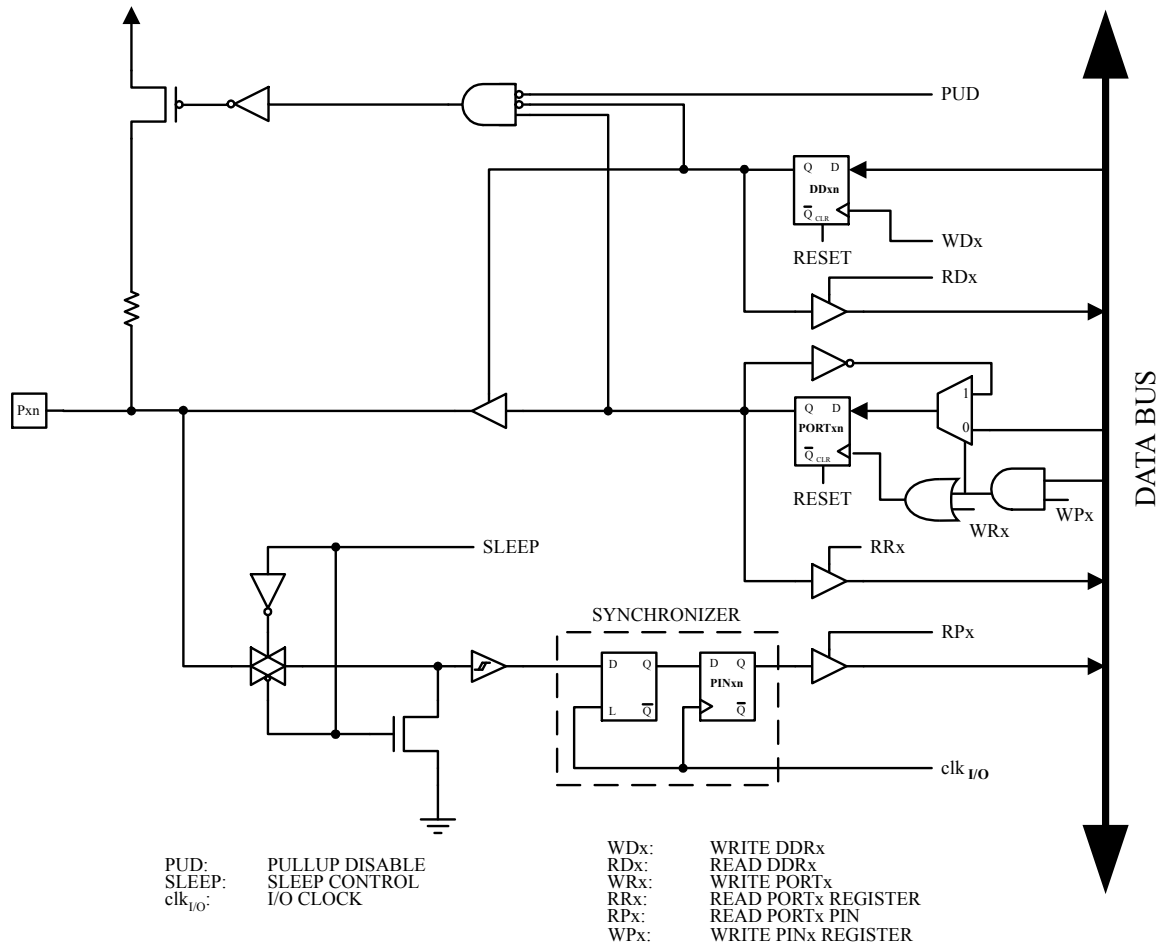 PUD
Q D
DDxn
Q CLR
WDx
RESET
RDx
Pxn
1
Q D
0
PORTxn
Q CLR
RESET
WPx
WRx
RRx
SLEEP
SYNCHRONIZER
RPx
D Q D Q
PINxn
L Q Q
clk I/O
DATA BUS
PUD: PULLUP DISABLE
SLEEP: SLEEP CONTROL
clkI/O: I/O CLOCK
WDx: WRITE DDRx
RDx: READ DDRx
WRx: WRITE PORTx
RRx: READ PORTx REGISTER
RPx: READ PORTx PIN
WPx: WRITE PINx REGISTER